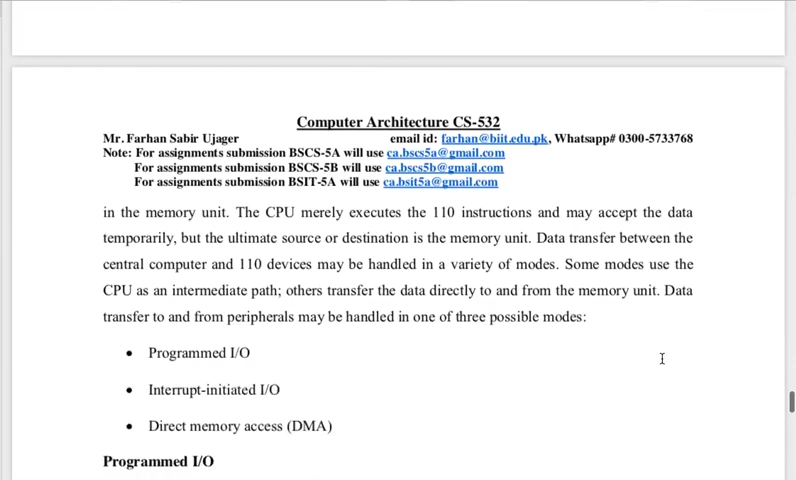 Computer Architecture CS-532
Mr. Farhan Sabir Ujager email id: farhan@biit.edu.pk, Whatsapp# 0300-5733768
Note: For assignments submission BSCS-5A will use ca.bscs5a@gmail.com
For assignments submission BSCS-5B will use ca.bscs5b@gmail.com
For assignments submission BSIT-5A will use ca.bsit5a@gmail.com
in the memory unit. The CPU merely executes the 110 instructions and may accept the data
temporarily, but the ultimate source or destination is the memory unit. Data transfer between the
central computer and 110 devices may be handled in a variety of modes. Some modes use the
CPU as an intermediate path; others transfer the data directly to and from the memory unit. Data
transfer to and from peripherals may be handled in one of three possible modes:
• Programmed I/O
• Interrupt-initiated I/O
• Direct memory access (DMA)
Programmed I/O